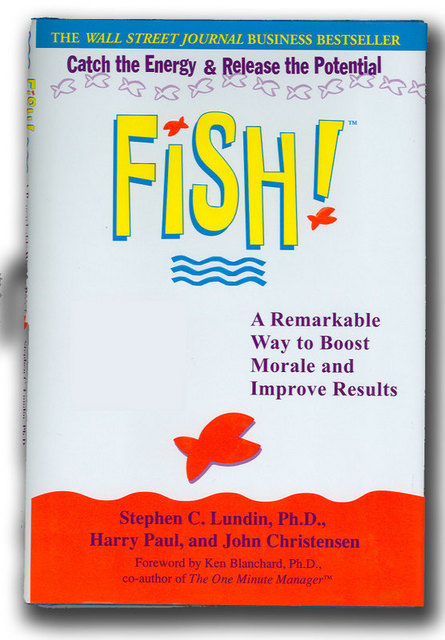 THE WALL STREET JOURNAL BUSINESS BESTSELLER
Catch the Energy & Release the Potential
FiSH!™
A Remarkable
Way to Boost
Morale and
Improve Results
Stephen C. Lundin, Ph.D.,
Harry Paul, and John Christensen
Foreword by Ken Blanchard, Ph.D.,
co-author of The One Minute Manager™
FiSH!